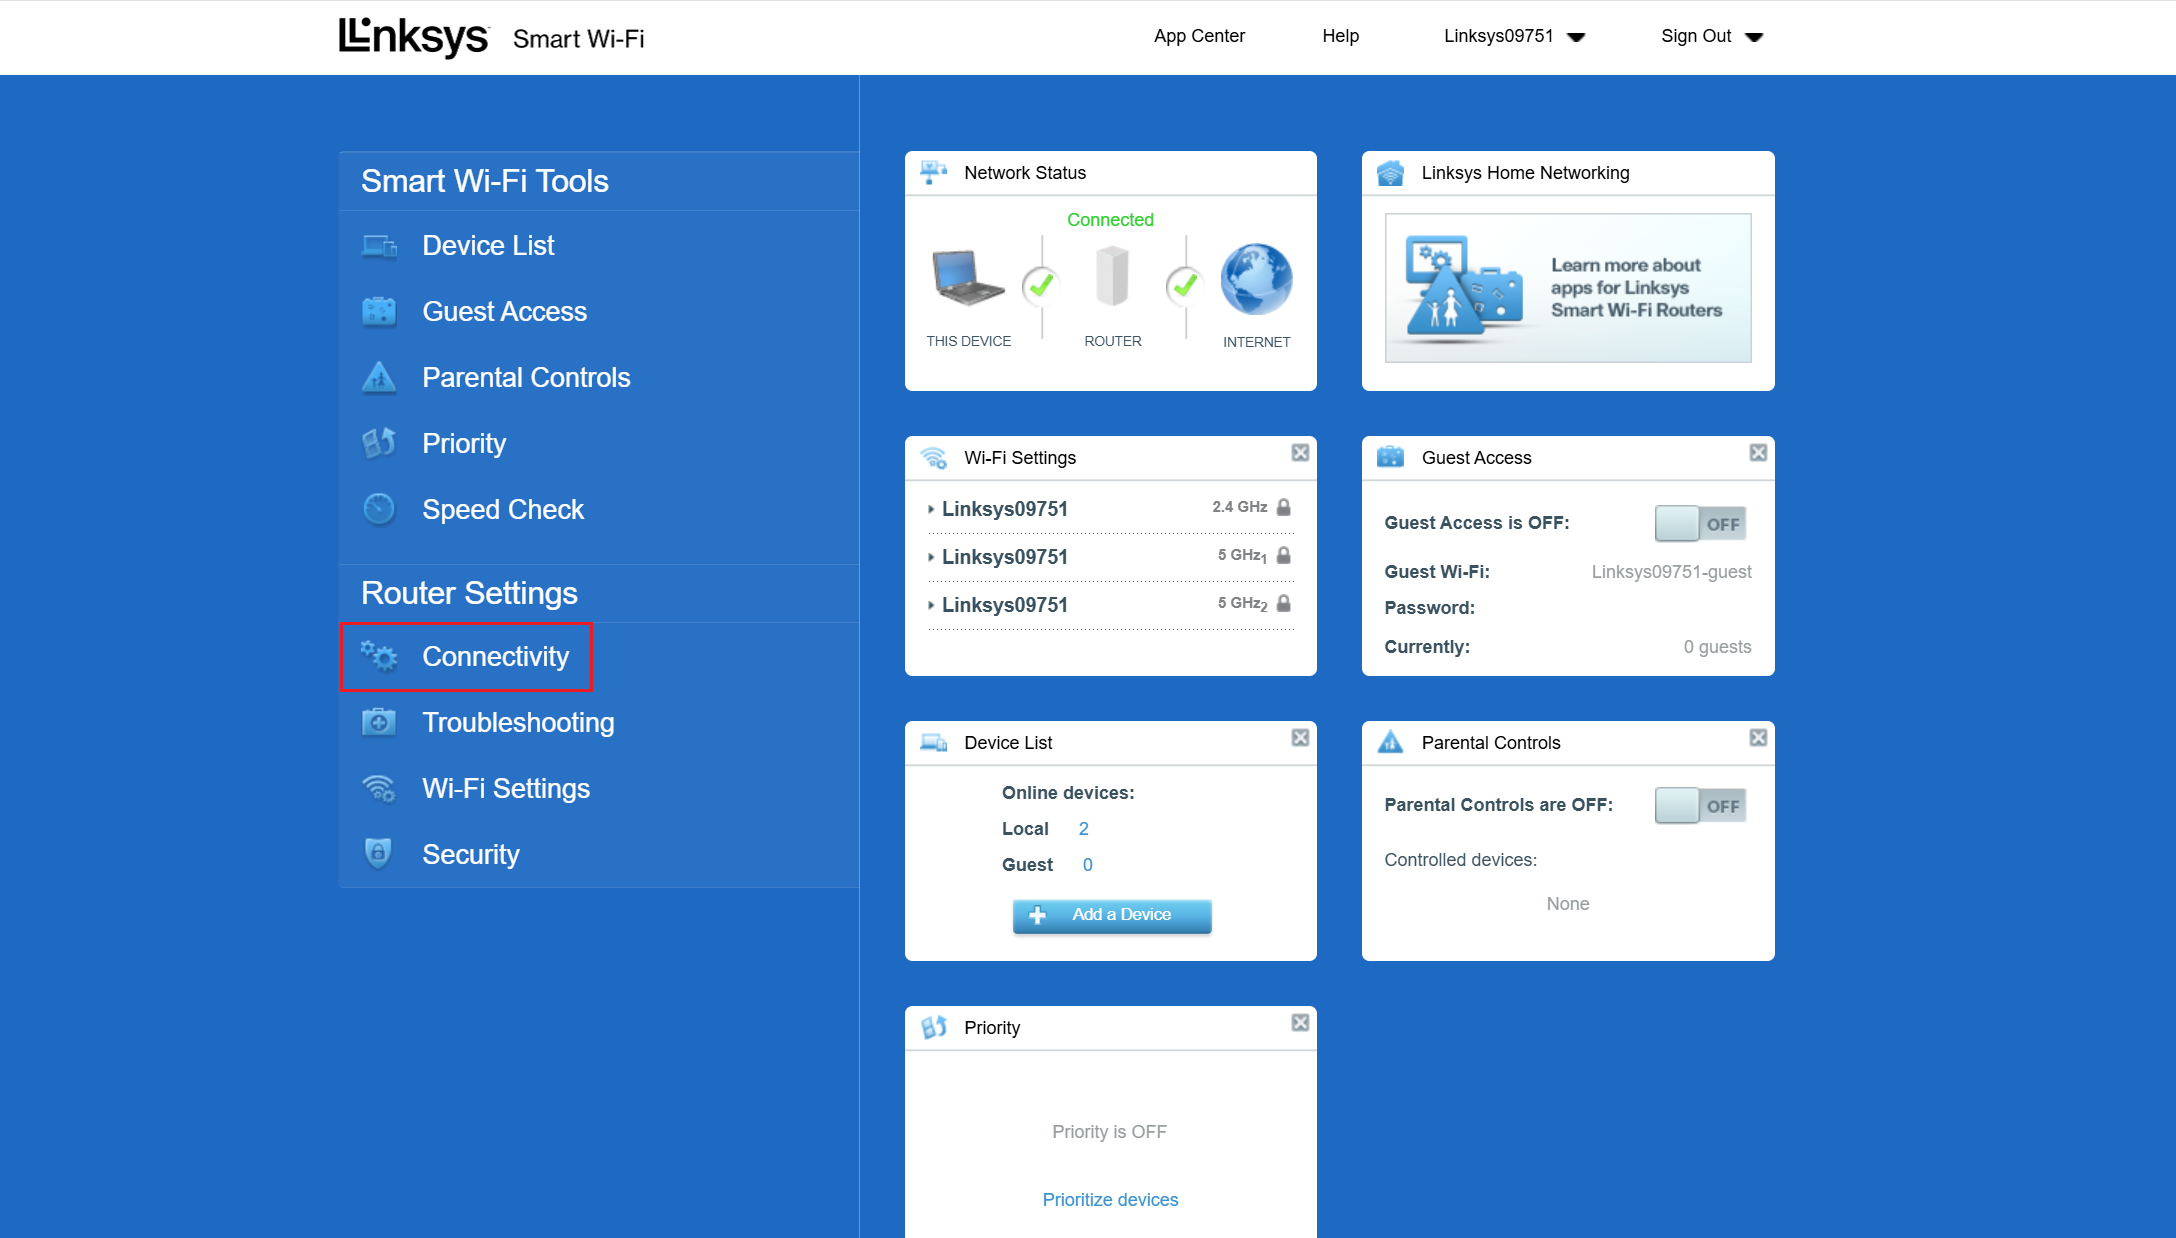 Linksys Smart Wi-Fi
App Center
Help
Linksys09751
Sign Out
Smart Wi-Fi Tools
Device List
Guest Access
Parental Controls
Priority
Speed Check
Router Settings
Connectivity
Troubleshooting
Wi-Fi Settings
Security
Network Status
Connected
THIS DEVICE
ROUTER
INTERNET
Linksys Home Networking
Learn more about
apps for Linksys
Smart Wi-Fi Routers
Wi-Fi Settings
Linksys09751 2.4 GHz
Linksys09751 5 GHz1
Linksys09751 5 GHz2
Guest Access
Guest Access is OFF: OFF
Guest Wi-Fi: Linksys09751-guest
Password:
Currently: 0 guests
Device List
Online devices:
Local 2
Guest 0
Add a Device
Parental Controls
Parental Controls are OFF: OFF
Controlled devices:
None
Priority
Priority is OFF
Prioritize devices